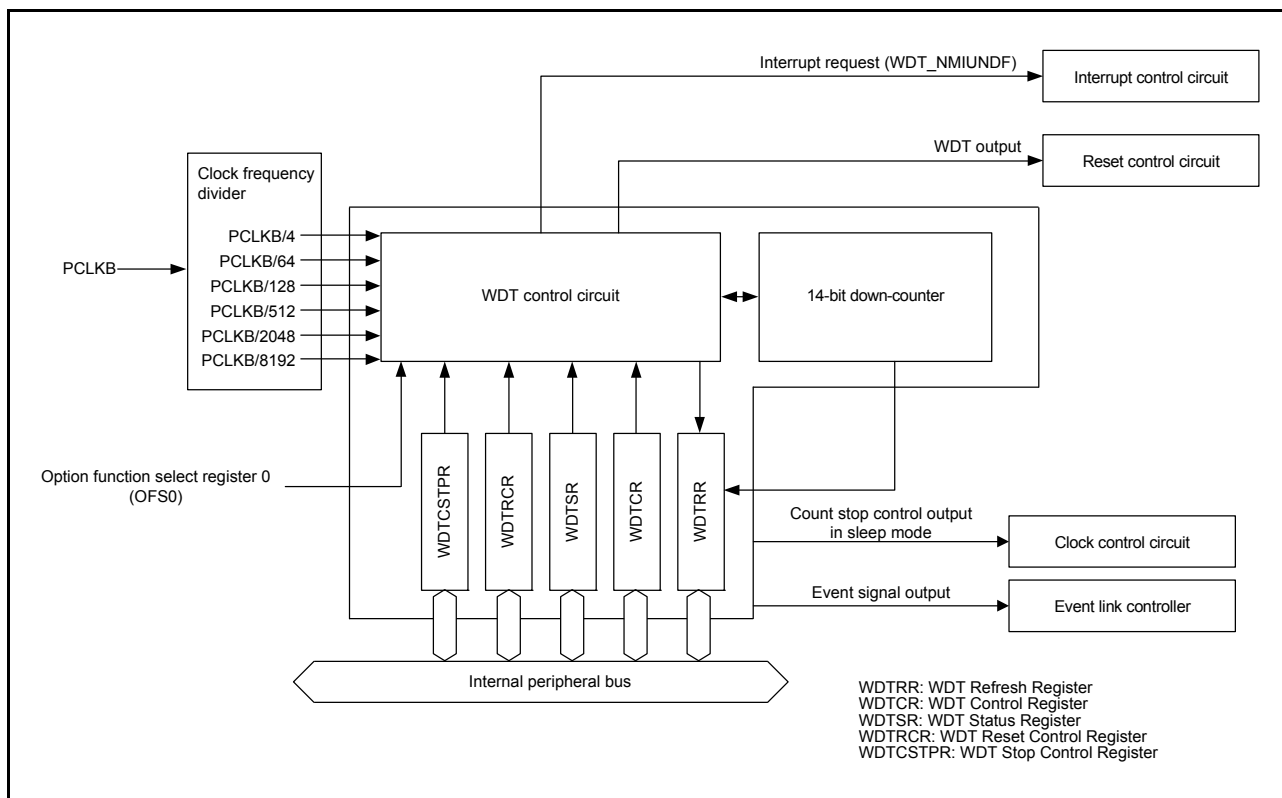 Interrupt request (WDT_NMIUNDF)
Interrupt control circuit
WDT output
Reset control circuit
Clock frequency
divider
PCLKB/4
PCLKB/64
PCLKB/128
PCLKB/512
PCLKB/2048
PCLKB/8192
PCLKB
WDT control circuit
14-bit down-counter
Option function select register 0
(OFS0)
WDTCSTPR
WDTRCR
WDTSR
WDTCR
WDTRR
Count stop control output
in sleep mode
Clock control circuit
Event signal output
Event link controller
Internal peripheral bus
WDTRR: WDT Refresh Register
WDTCR: WDT Control Register
WDTSR: WDT Status Register
WDTRCR: WDT Reset Control Register
WDTCSTPR: WDT Stop Control Register